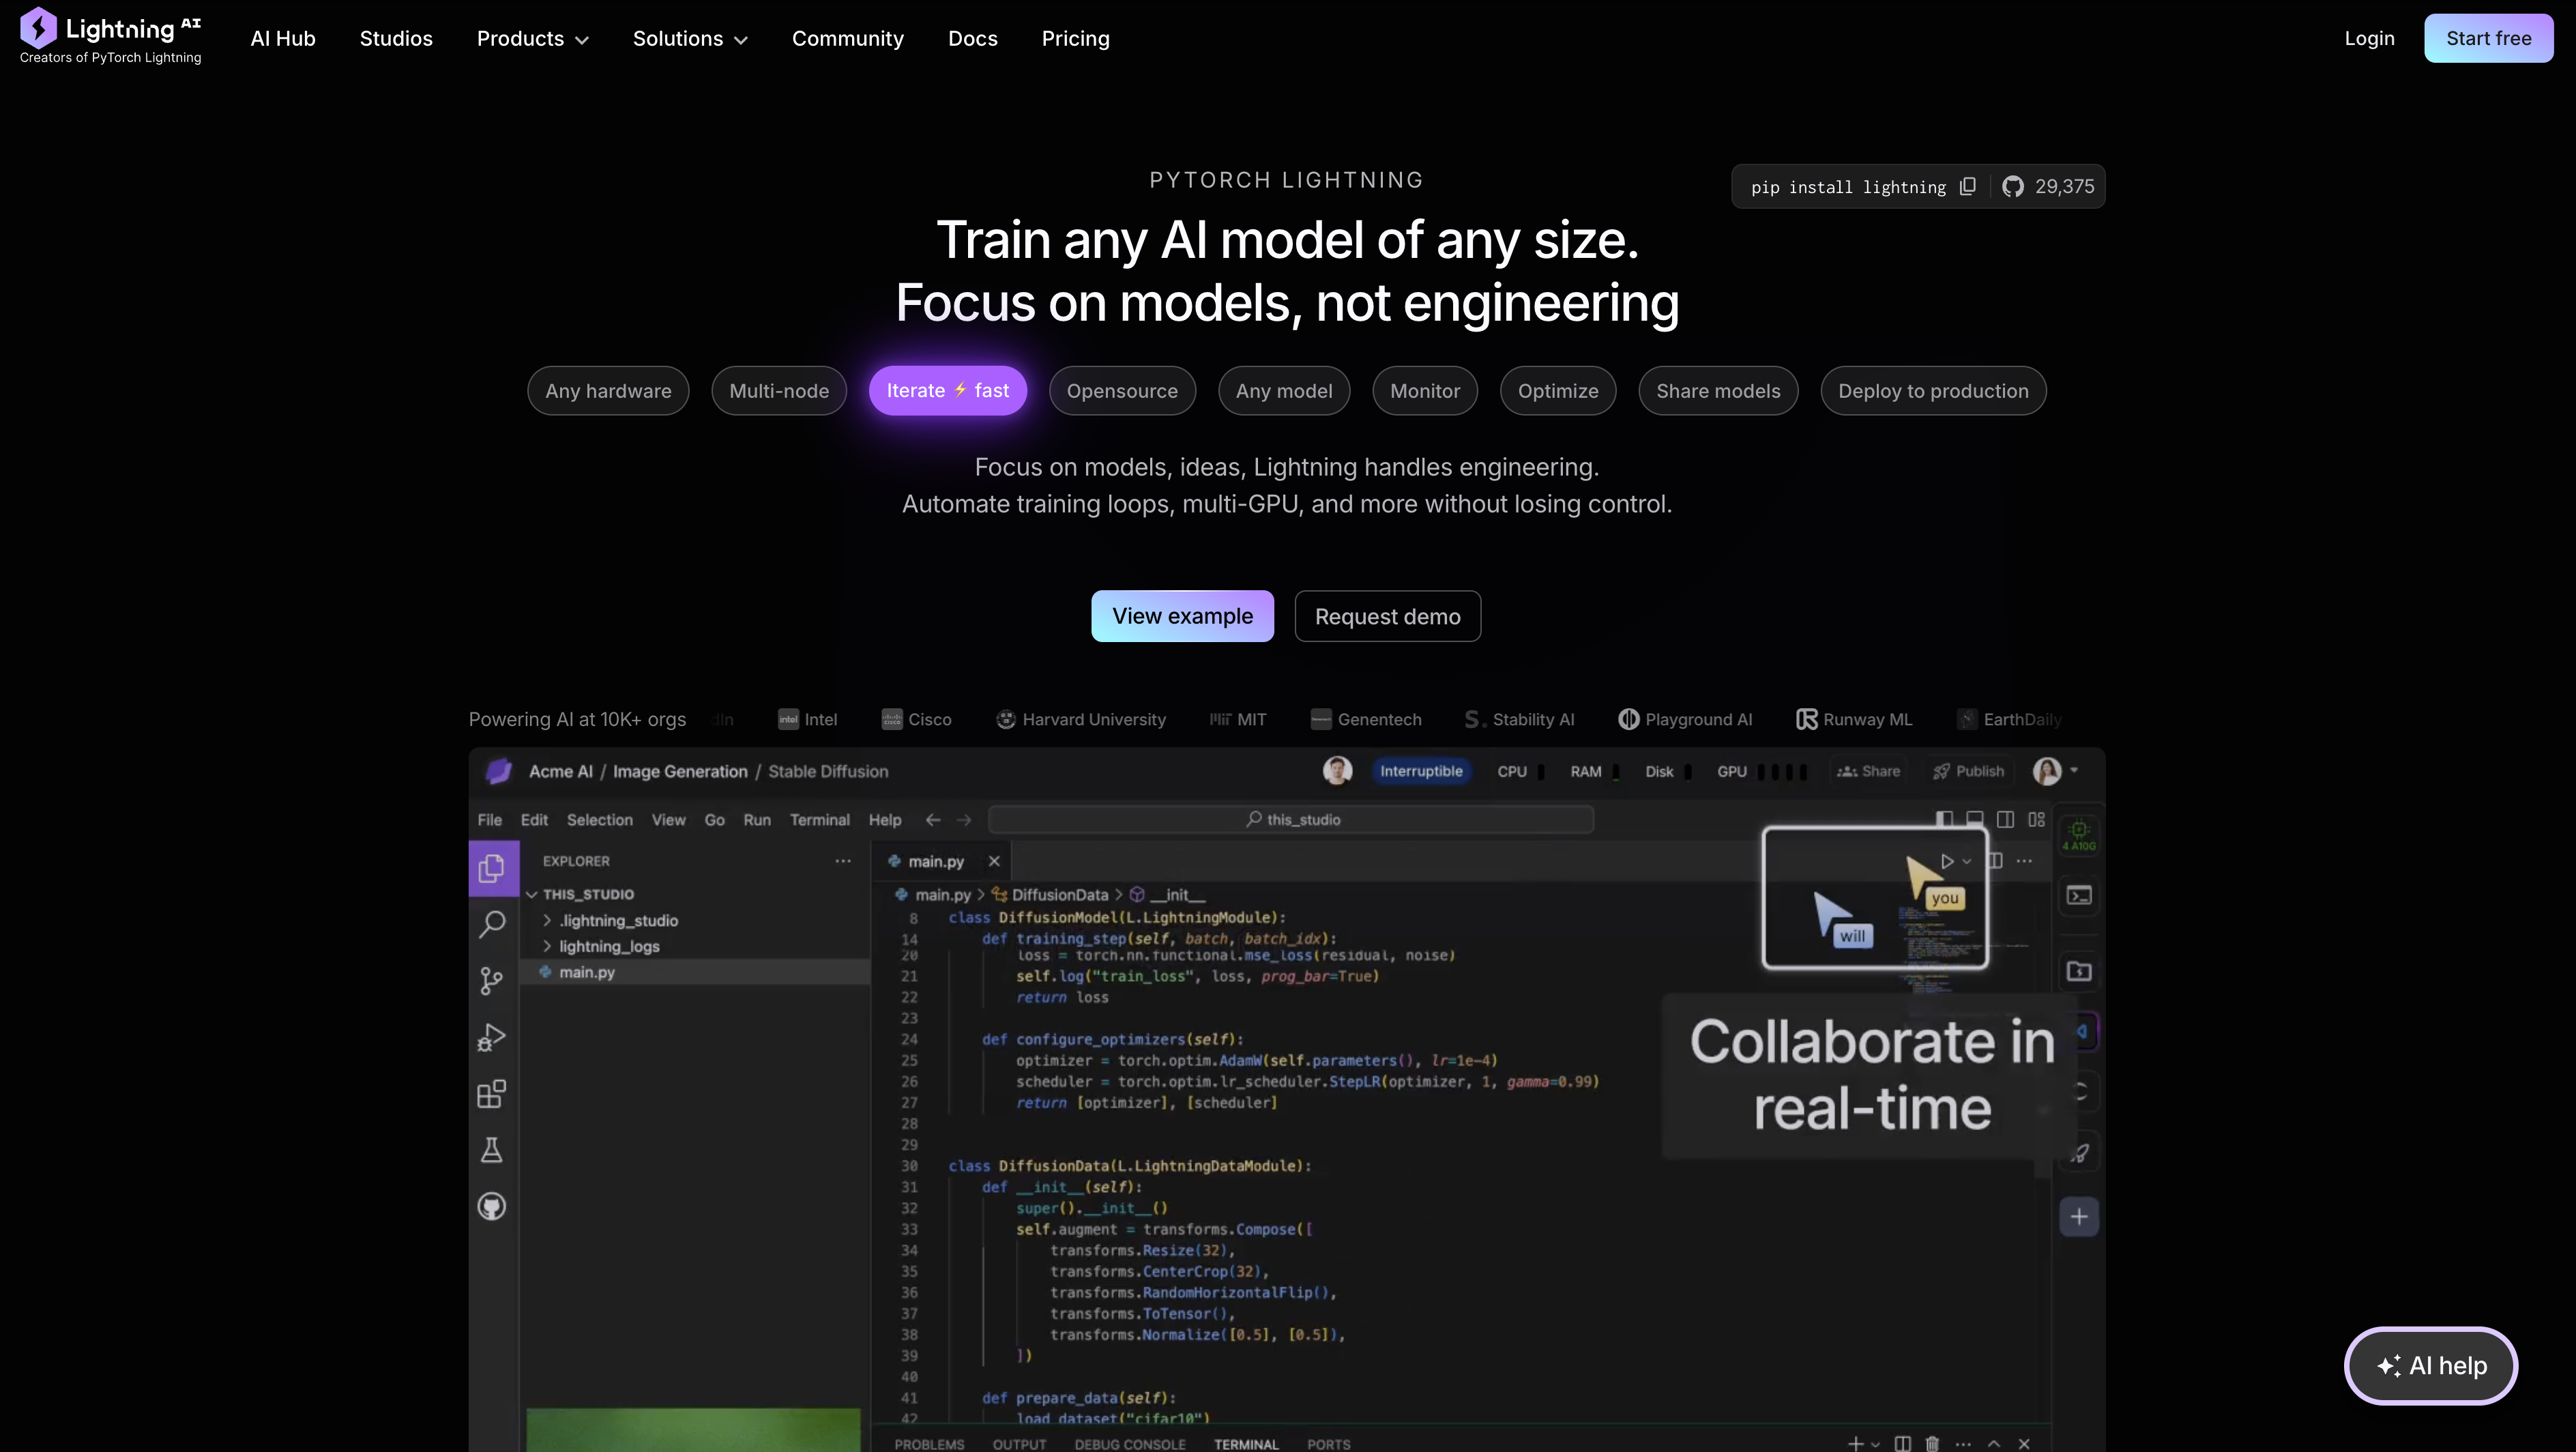 Lightning AI
Creators of PyTorch Lightning
AI Hub
Studios
Products
Solutions
Community
Docs
Pricing
Login
Start free
PYTORCH LIGHTNING
pip install lightning
29,375
Train any AI model of any size.
Focus on models, not engineering
Any hardware
Multi-node
Iterate ⚡ fast
Opensource
Any model
Monitor
Optimize
Share models
Deploy to production
Focus on models, ideas, Lightning handles engineering.
Automate training loops, multi-GPU, and more without losing control.
View example
Request demo
Powering AI at 10K+ orgs
Intel
Cisco
Harvard University
MIT
Genentech
Stability AI
Playground AI
Runway ML
EarthDaily
Acme AI / Image Generation / Stable Diffusion
Interruptible
CPU
RAM
Disk
GPU
Share
Publish
File
Edit
Selection
View
Go
Run
Terminal
Help
this_studio
4 A10G
EXPLORER
THIS_STUDIO
.lightning_studio
lightning_logs
main.py
main.py
main.py > DiffusionData > __init__
8 class DiffusionModel(L.LightningModule):
14 def training_step(self, batch, batch_idx):
20 loss = torch.nn.functional.mse_loss(residual, noise)
21 self.log("train_loss", loss, prog_bar=True)
22 return loss
23
24 def configure_optimizers(self):
25 optimizer = torch.optim.AdamW(self.parameters(), lr=1e-4)
26 scheduler = torch.optim.lr_scheduler.StepLR(optimizer, 1, gamma=0.99)
27 return [optimizer], [scheduler]
28
29
30 class DiffusionData(L.LightningDataModule):
31 def __init__(self):
32 super().__init__()
33 self.augment = transforms.Compose([
34 transforms.Resize(32),
35 transforms.CenterCrop(32),
36 transforms.RandomHorizontalFlip(),
37 transforms.ToTensor(),
38 transforms.Normalize([0.5], [0.5]),
39 ])
40
41 def prepare_data(self):
42 load_dataset("cifar10")
you
will
Collaborate in
real-time
PROBLEMS
OUTPUT
DEBUG CONSOLE
TERMINAL
PORTS
AI help